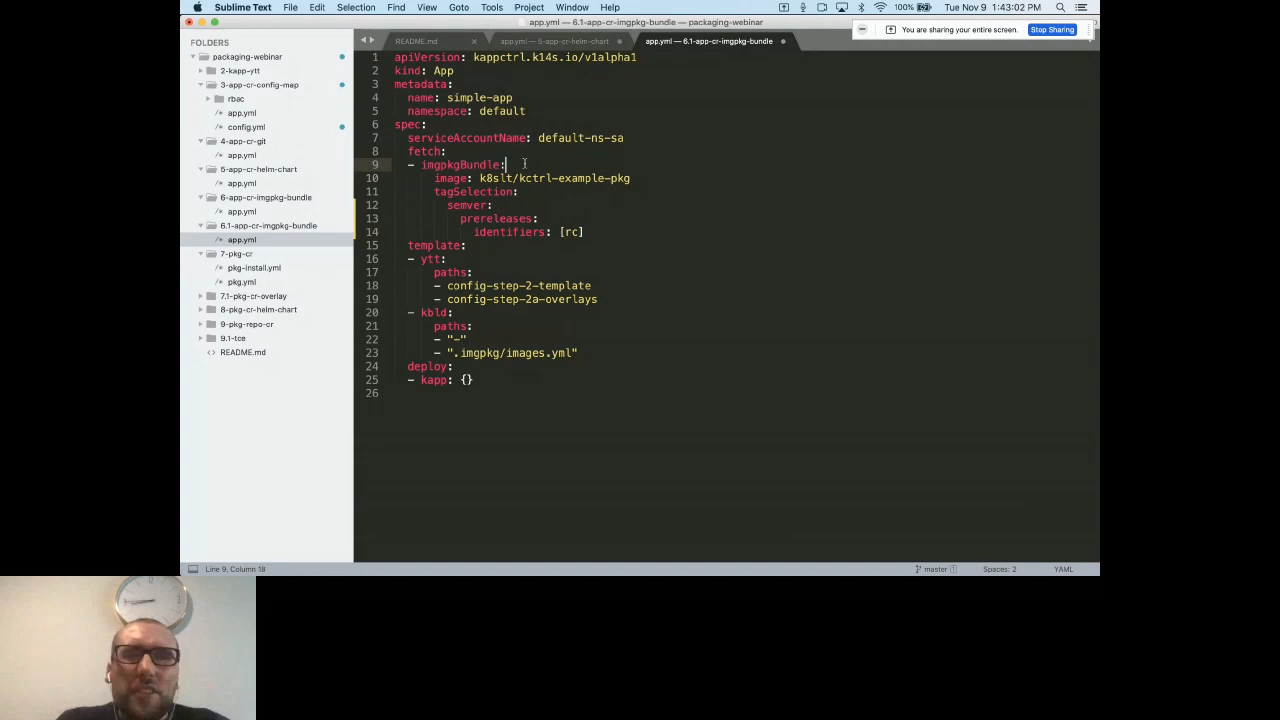 Sublime Text File Edit Selection Find View Goto Tools Project Window Help 100% Tue Nov 9 1:43:02 PM
app.yml — 6.1-app-cr-imgpkg-bundle — packaging-webinar
You are sharing your entire screen. Stop Sharing
FOLDERS
packaging-webinar
2-kapp-ytt
3-app-cr-config-map
rbac
app.yml
config.yml
4-app-cr-git
app.yml
5-app-cr-helm-chart
app.yml
6-app-cr-imgpkg-bundle
app.yml
6.1-app-cr-imgpkg-bundle
app.yml
7-pkg-cr
pkg-install.yml
pkg.yml
7.1-pkg-cr-overlay
8-pkg-cr-helm-chart
9-pkg-repo-cr
9.1-tce
README.md
README.md app.yml — 5-app-cr-helm-chart app.yml — 6.1-app-cr-imgpkg-bundle
1 apiVersion: kappctrl.k14s.io/v1alpha1
2 kind: App
3 metadata:
4 name: simple-app
5 namespace: default
6 spec:
7 serviceAccountName: default-ns-sa
8 fetch:
9 - imgpkgBundle:
10 image: k8slt/kctrl-example-pkg
11 tagSelection:
12 semver:
13 prereleases:
14 identifiers: [rc]
15 template:
16 - ytt:
17 paths:
18 - config-step-2-template
19 - config-step-2a-overlays
20 - kbld:
21 paths:
22 - "-"
23 - ".imgpkg/images.yml"
24 deploy:
25 - kapp: {}
26
Line 9, Column 18 master 1 Spaces: 2 YAML